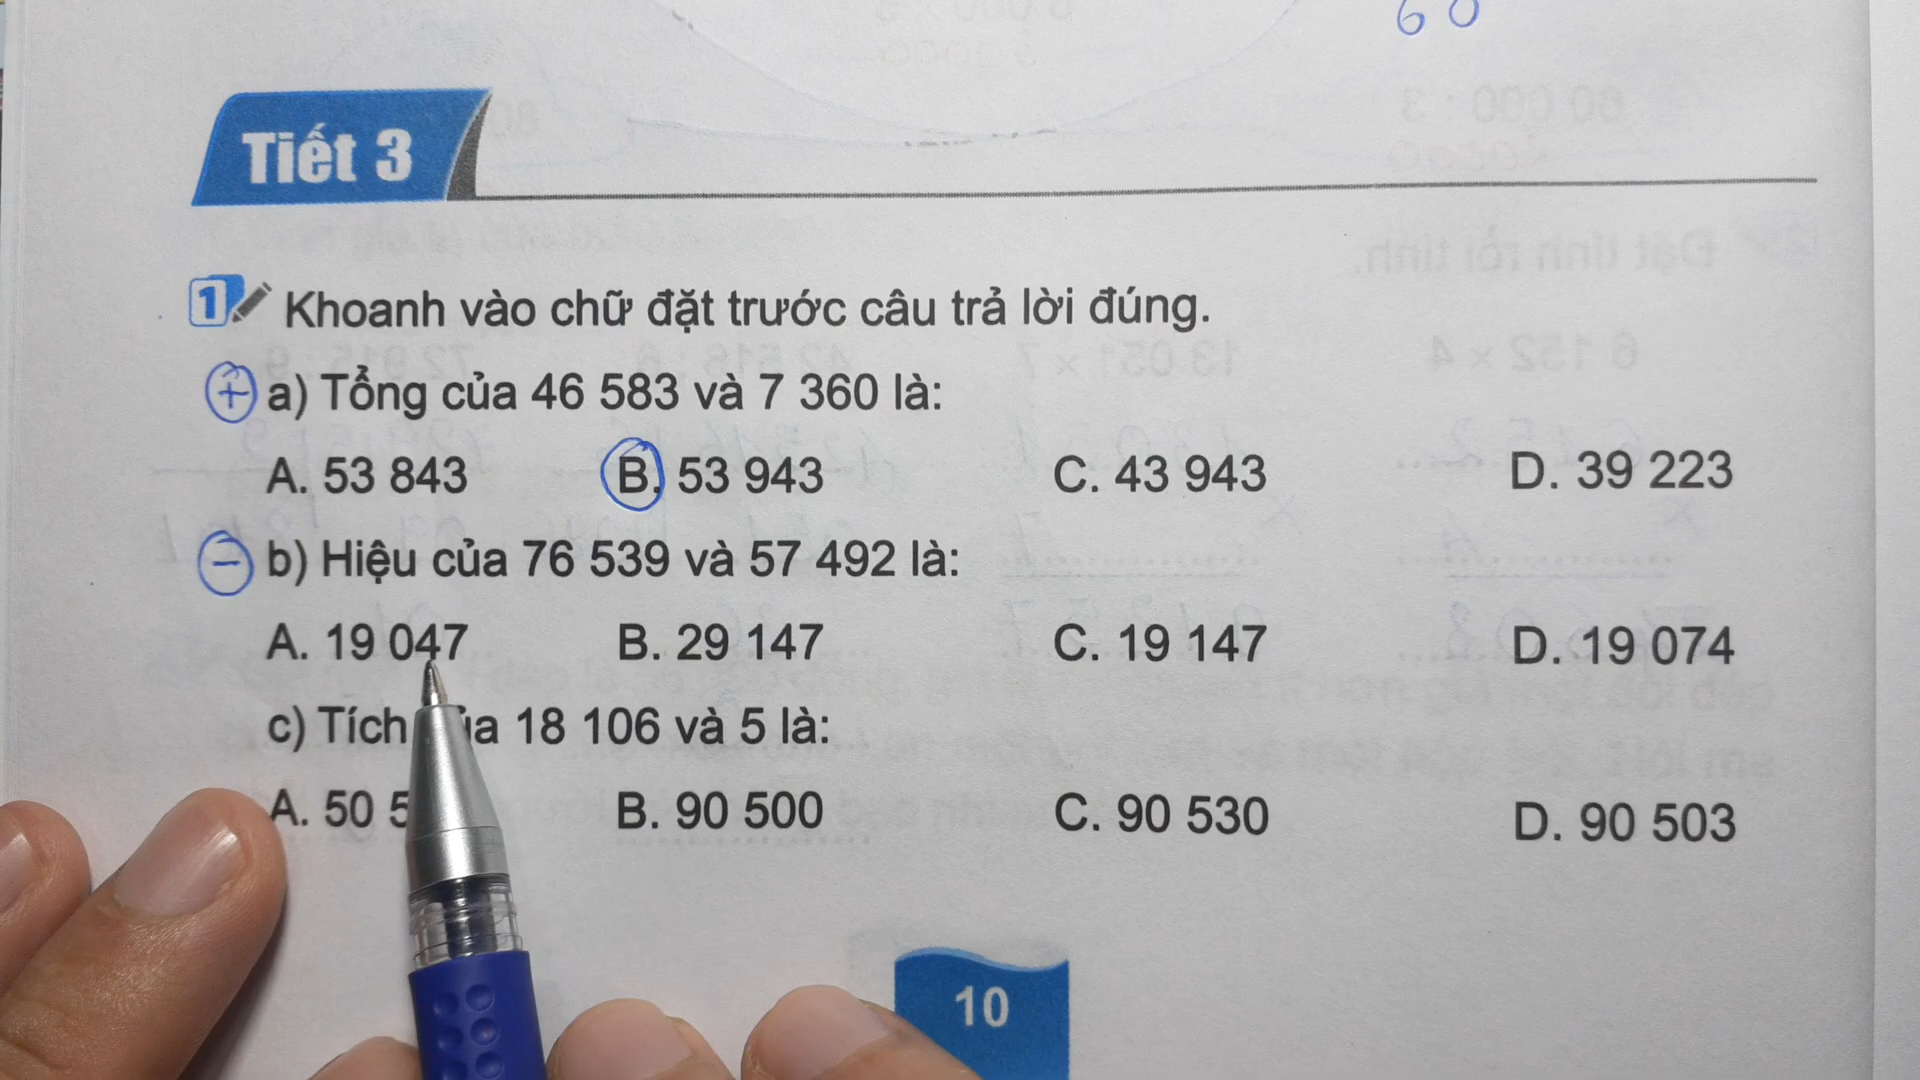 60
Tiết 3
1 Khoanh vào chữ đặt trước câu trả lời đúng.
+ a) Tổng của 46 583 và 7 360 là:
A. 53 843 B. 53 943 C. 43 943 D. 39 223
− b) Hiệu của 76 539 và 57 492 là:
A. 19 047 B. 29 147 C. 19 147 D. 19 074
c) Tích 18 106 và 5 là:
A. 50 5 B. 90 500 C. 90 530 D. 90 503
10